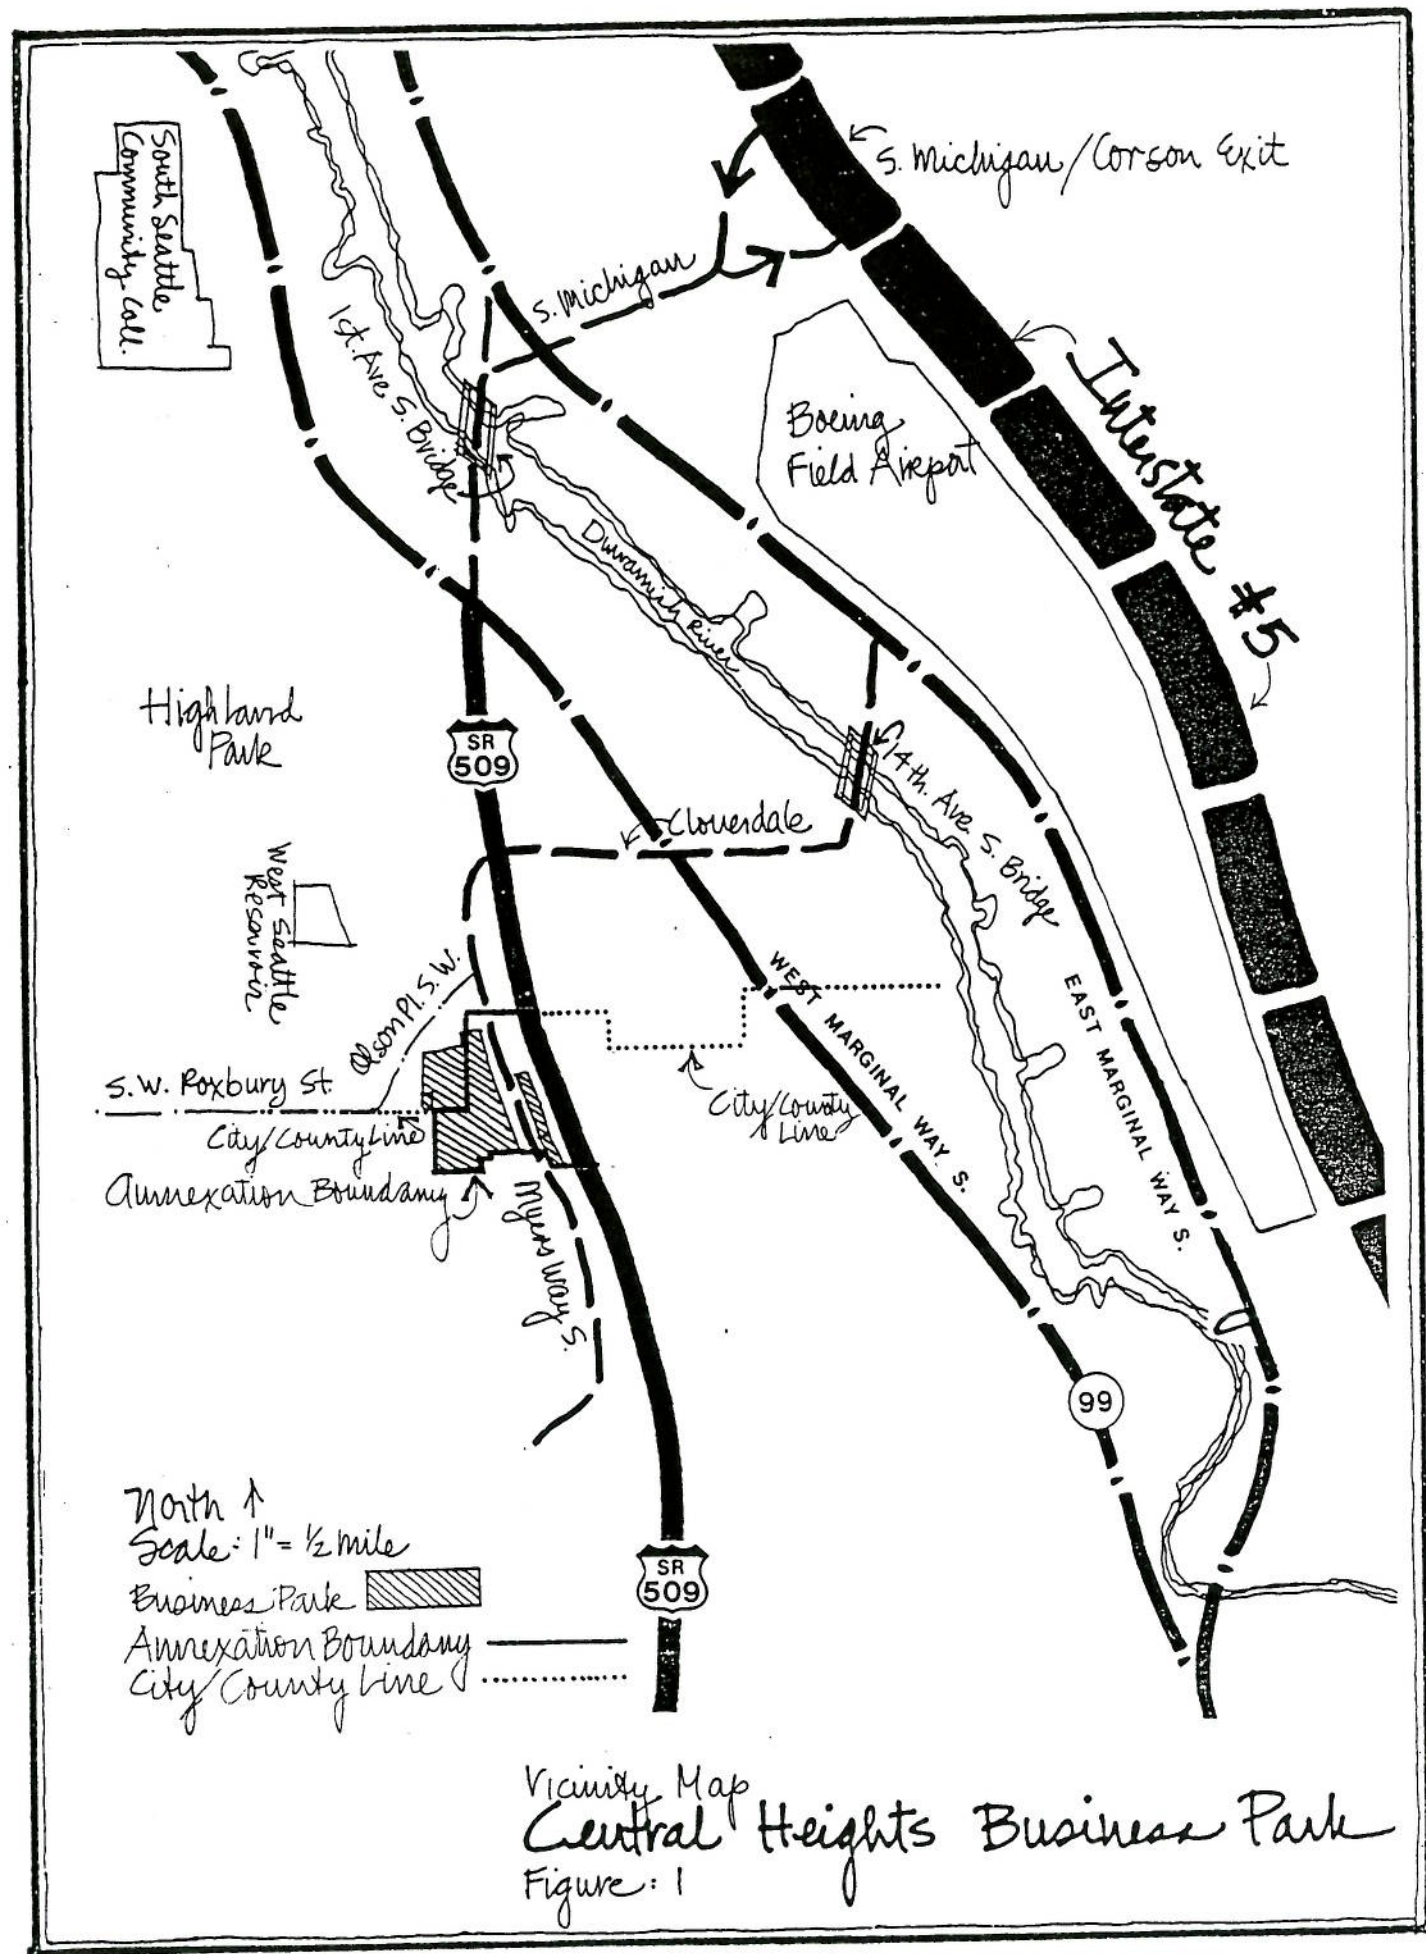 S. Michigan/Corson Exit
South Seattle
Community Coll.
S. Michigan
1st. Ave S. Bridge
Interstate #5
Boeing
Field Airport
Duwamish River
Highland
Park
SR
509
14th. Ave. S. Bridge
Cloverdale
West Seattle
Reservoir
Olson Pl. S.W.
WEST MARGINAL WAY S.
EAST MARGINAL WAY S.
S.W. Roxbury St.
City/County Line
City/County
Line
Annexation Boundary
Myers Way S.
99
North ↑
Scale: 1" = 1/2 mile
Business Park
Annexation Boundary
City/County Line
SR
509
Vicinity Map
Central Heights Business Park
Figure: 1